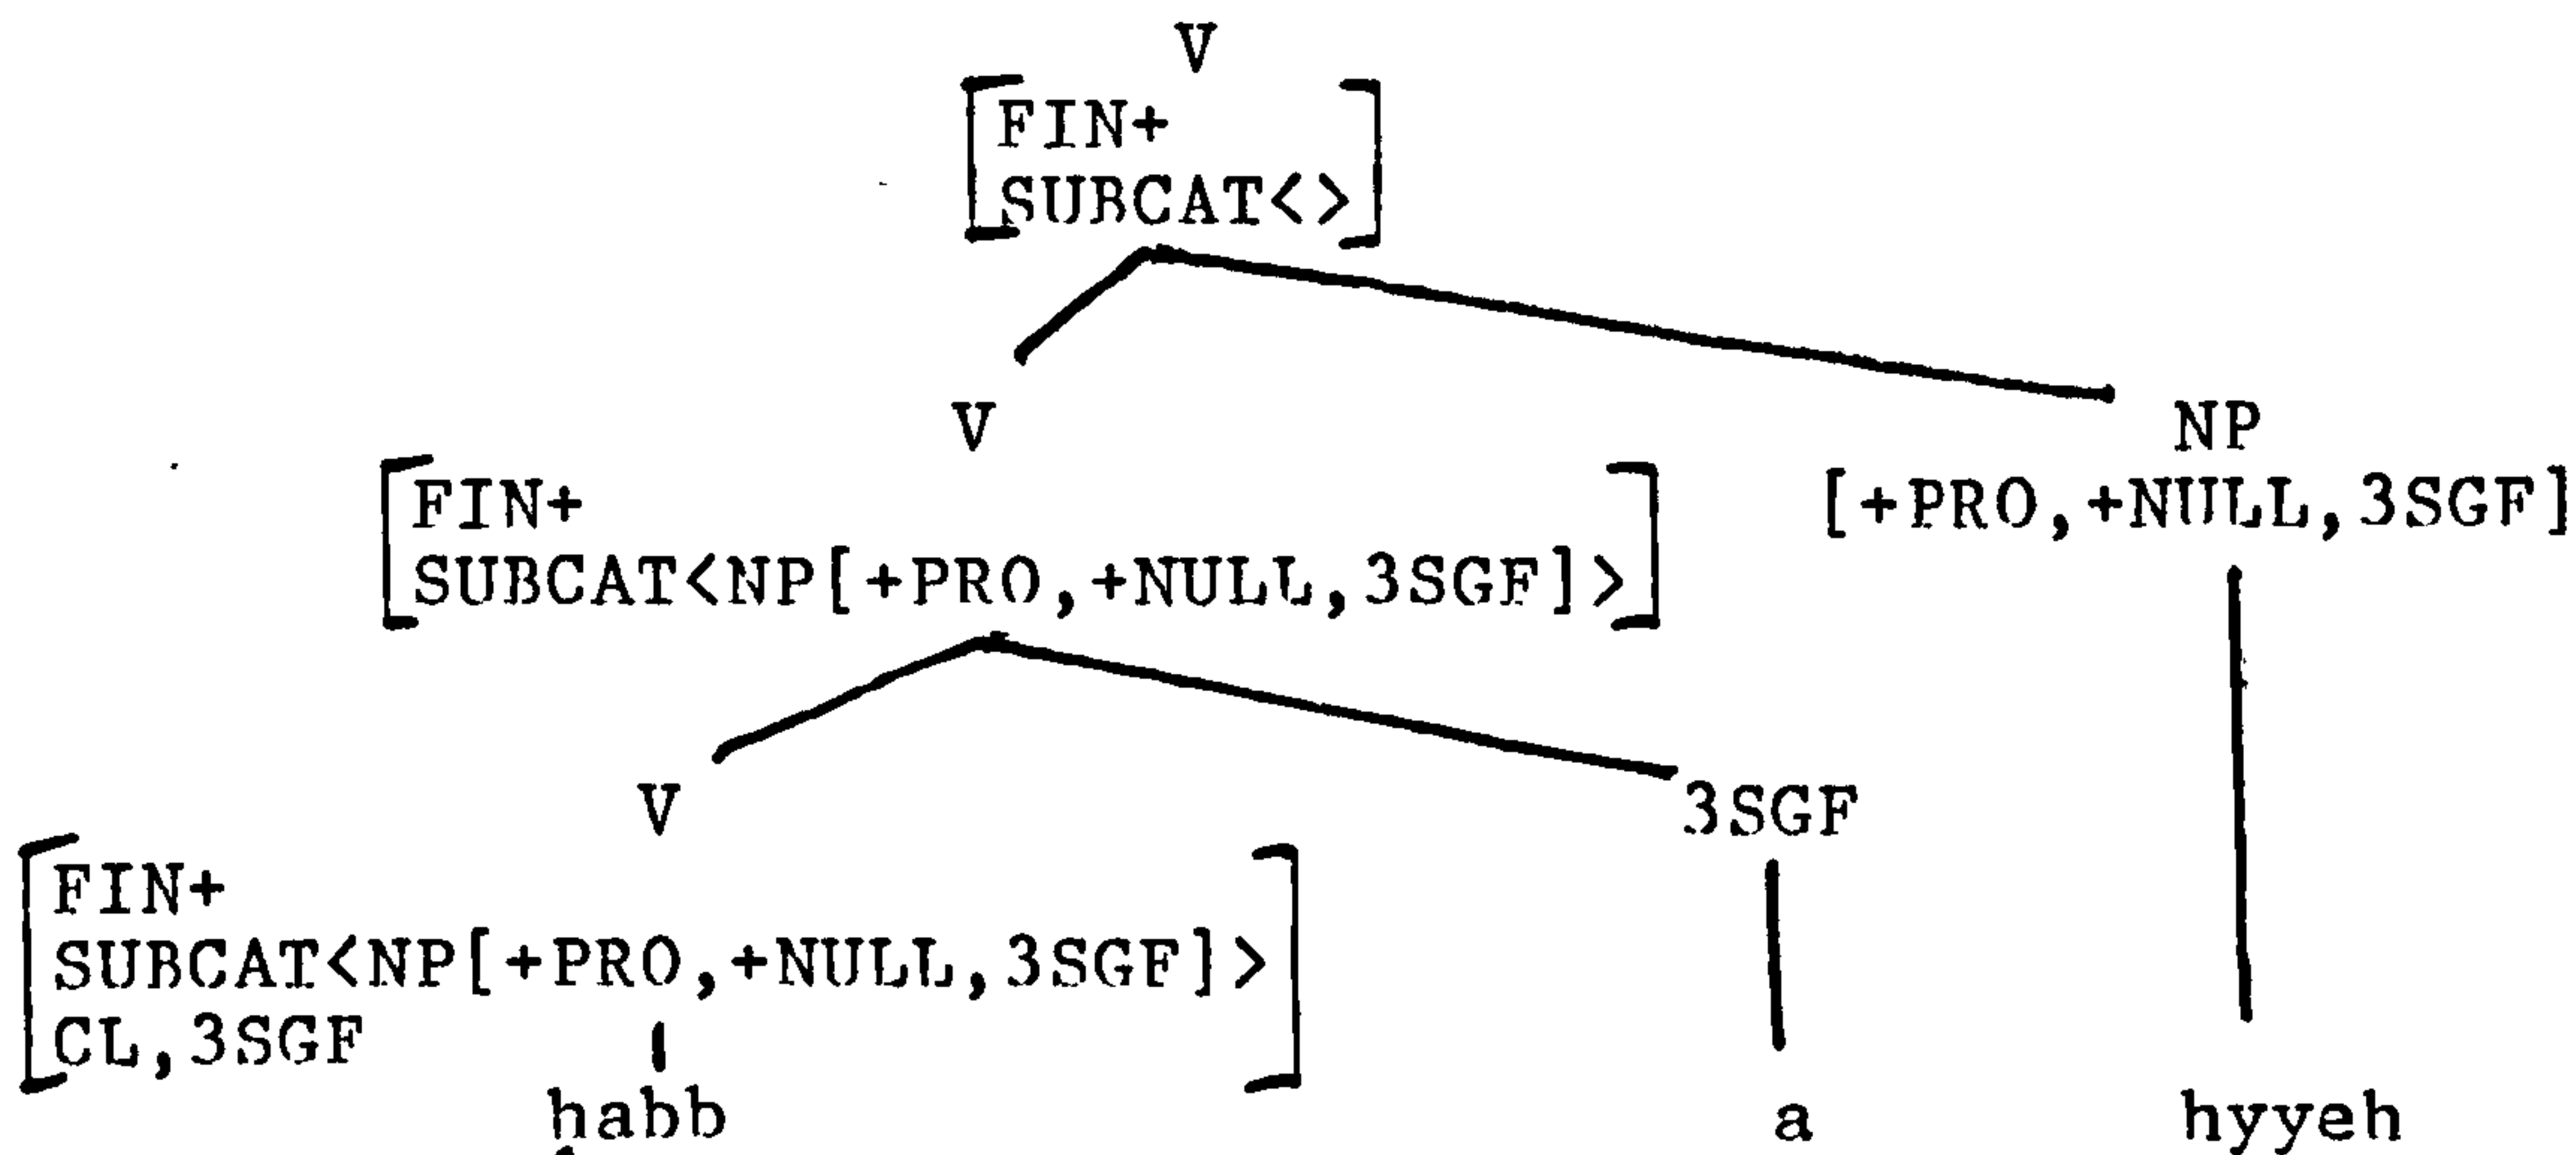 V
FIN+
SUBCAT<>
V NP
FIN+ [+PRO,+NULL,3SGF]
SUBCAT<NP[+PRO,+NULL,3SGF]>
V 3SGF
FIN+
SUBCAT<NP[+PRO,+NULL,3SGF]>
CL,3SGF
ḥabb a hyyeh